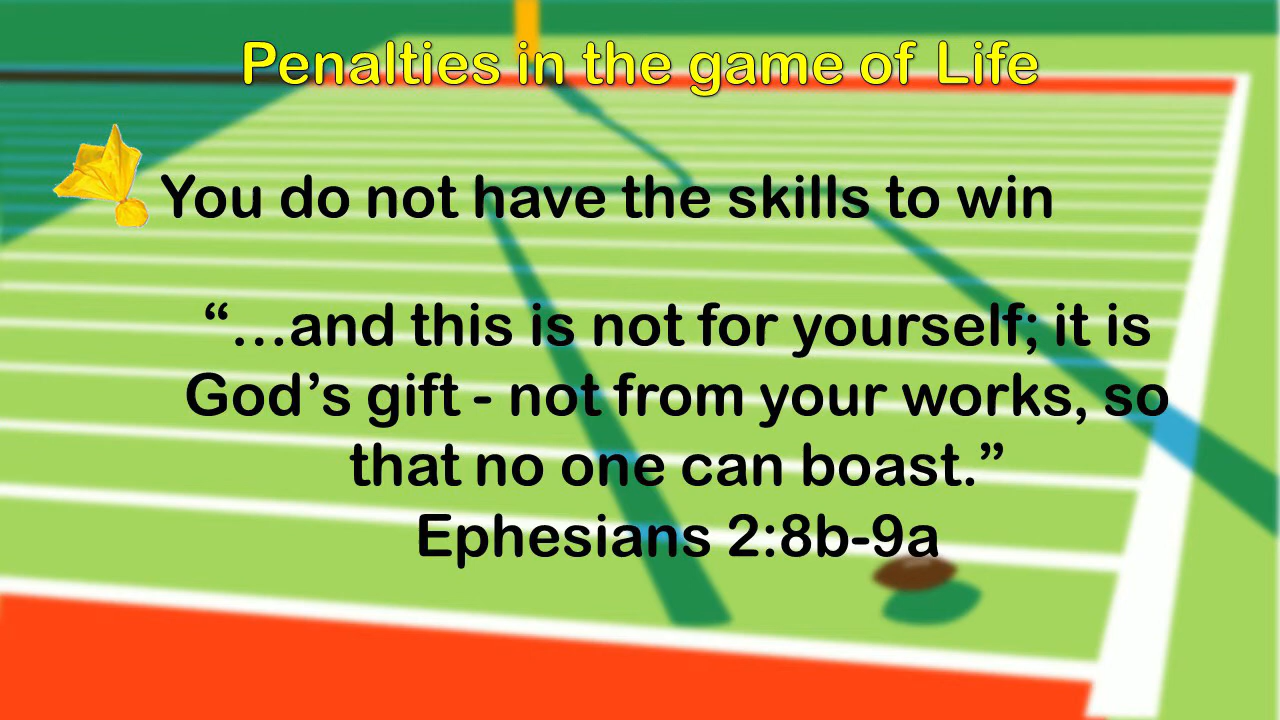 Penalties in the game of Life
You do not have the skills to win
“…and this is not for yourself; it is
God’s gift - not from your works, so
that no one can boast.”
Ephesians 2:8b-9a